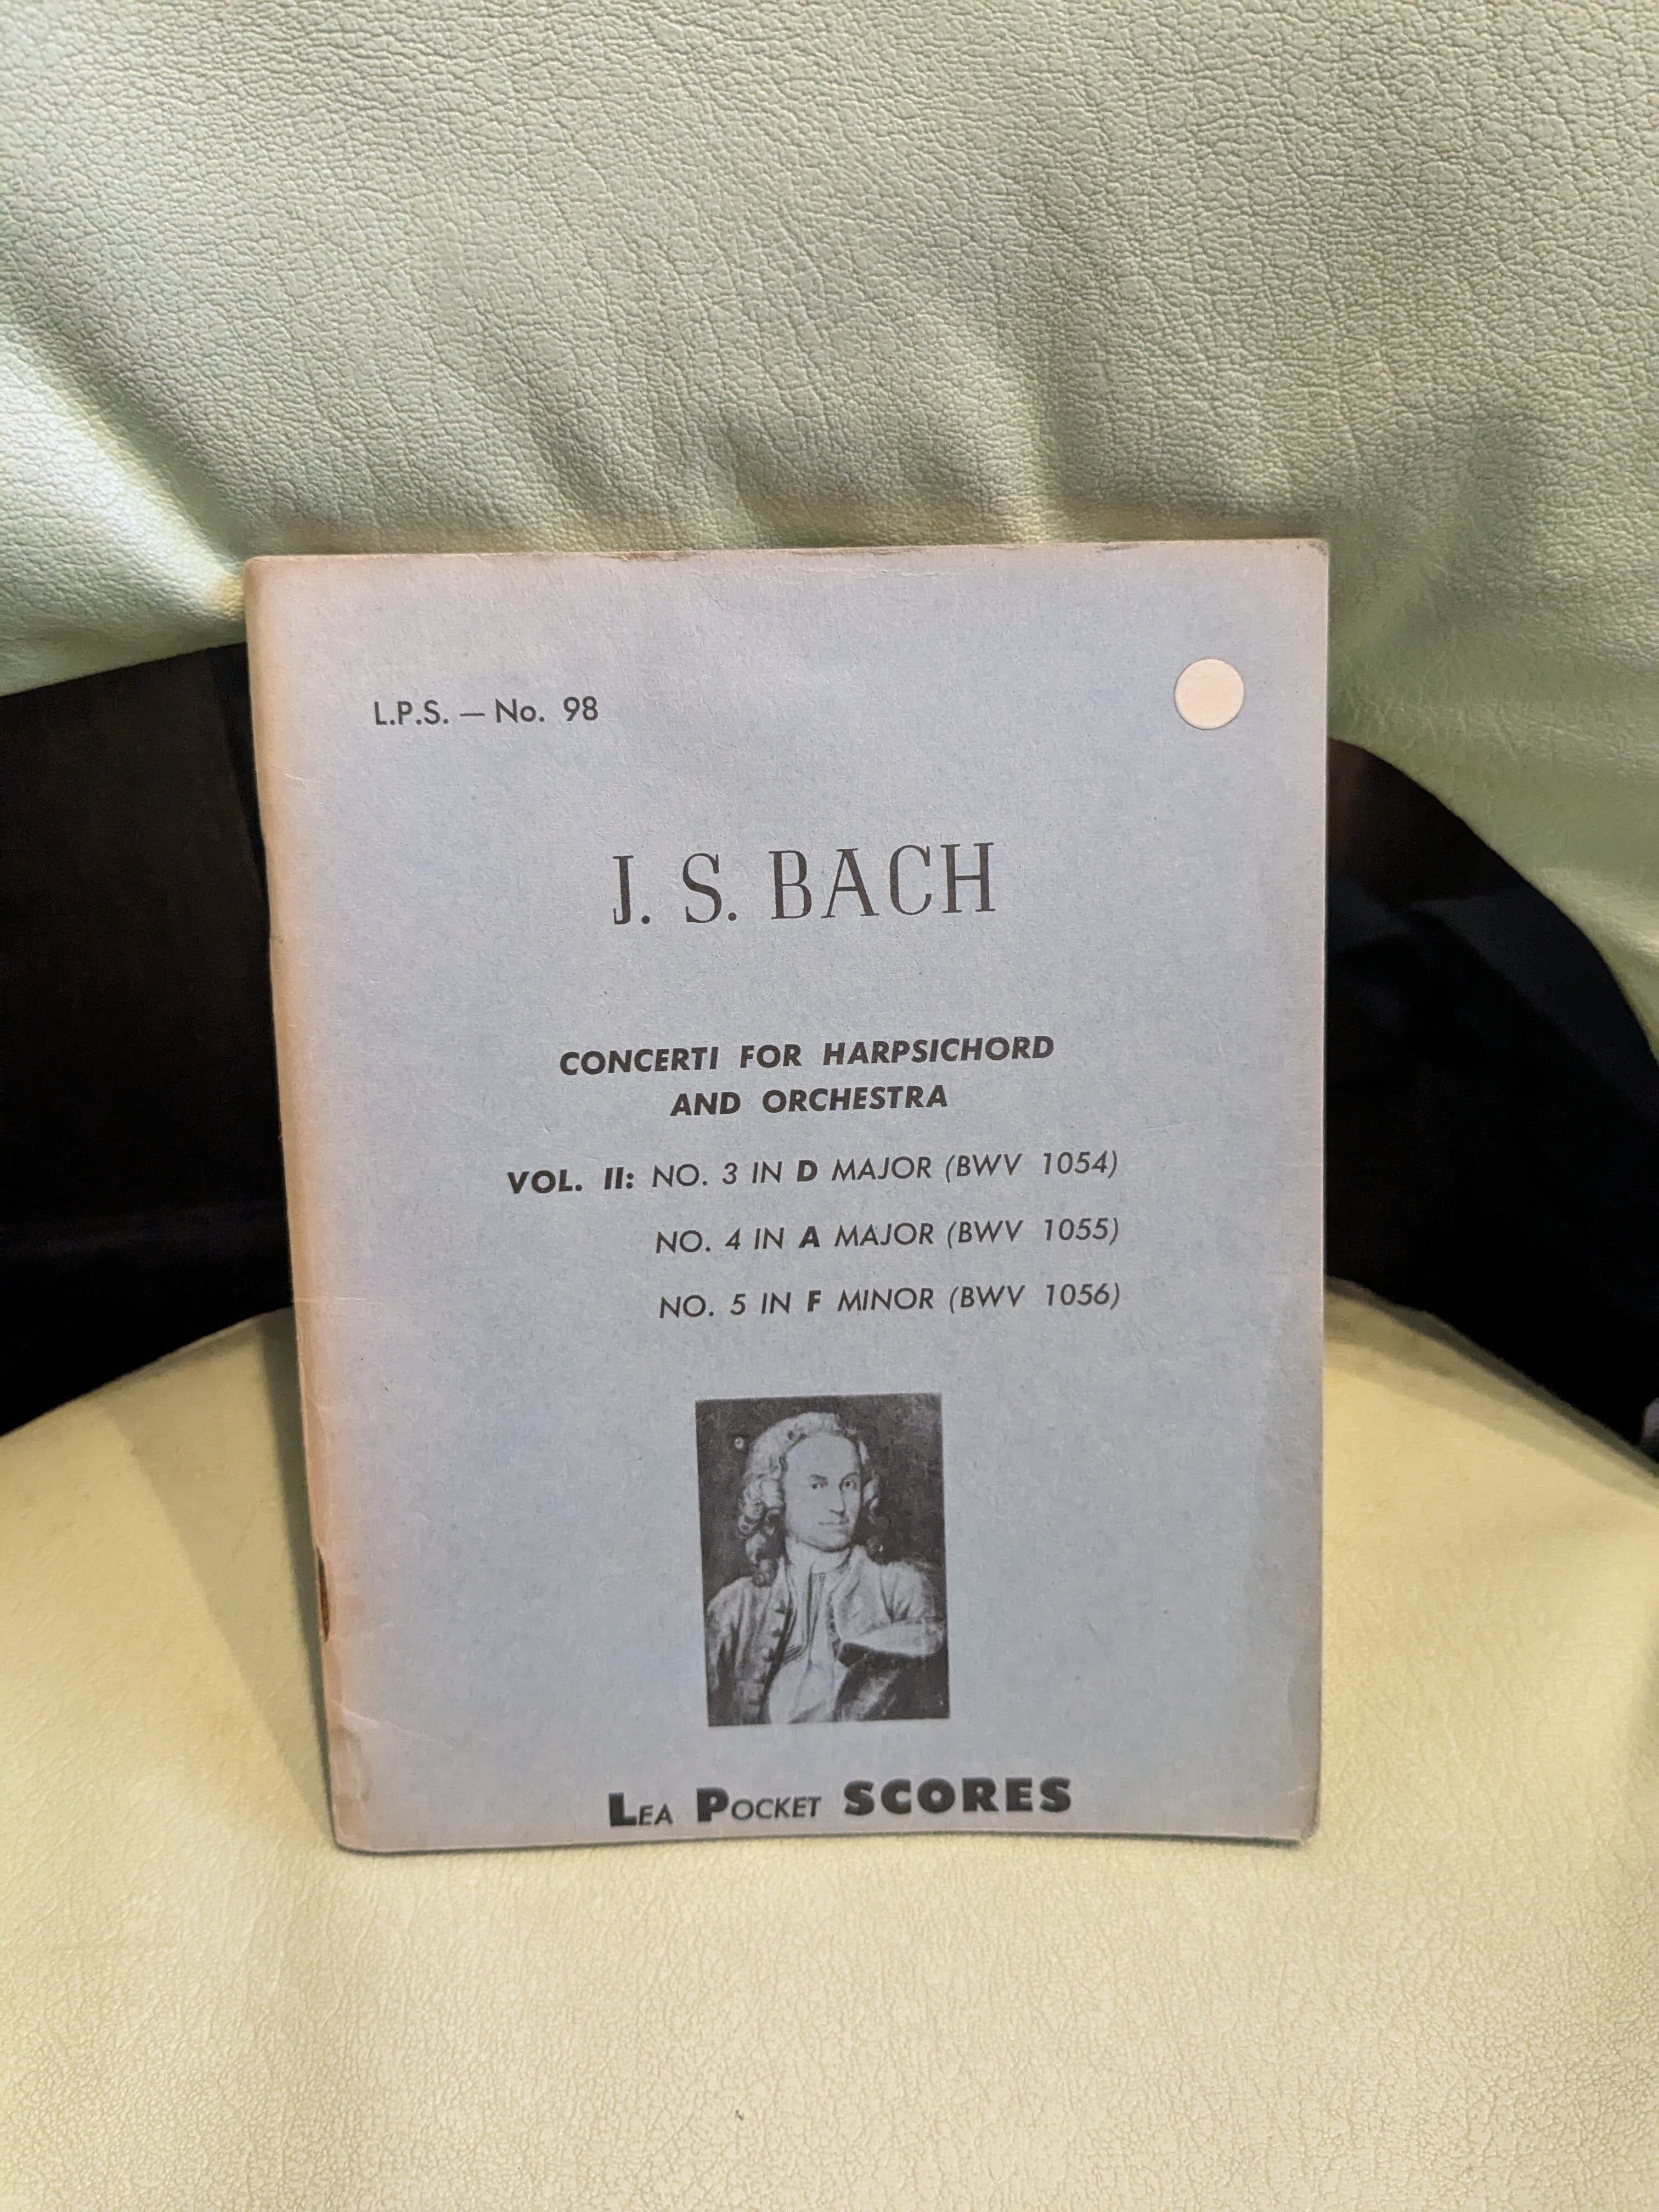 L.P.S. — No. 98
J. S. BACH
CONCERTI FOR HARPSICHORD
AND ORCHESTRA
VOL. II: NO. 3 IN D MAJOR (BWV 1054)
NO. 4 IN A MAJOR (BWV 1055)
NO. 5 IN F MINOR (BWV 1056)
LEA POCKET SCORES